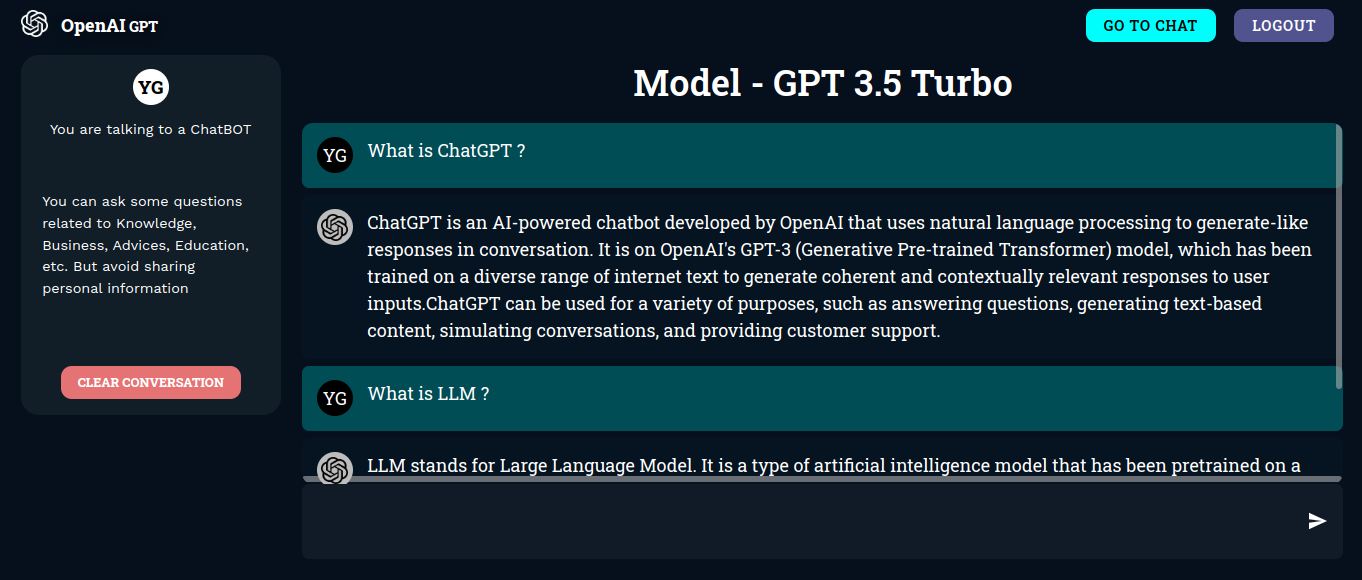 OpenAI GPT
GO TO CHAT
LOGOUT
YG
You are talking to a ChatBOT
You can ask some questions
related to Knowledge,
Business, Advices, Education,
etc. But avoid sharing
personal information
CLEAR CONVERSATION
Model - GPT 3.5 Turbo
YG What is ChatGPT ?
ChatGPT is an AI-powered chatbot developed by OpenAI that uses natural language processing to generate-like
responses in conversation. It is on OpenAI's GPT-3 (Generative Pre-trained Transformer) model, which has been
trained on a diverse range of internet text to generate coherent and contextually relevant responses to user
inputs.ChatGPT can be used for a variety of purposes, such as answering questions, generating text-based
content, simulating conversations, and providing customer support.
YG What is LLM ?
LLM stands for Large Language Model. It is a type of artificial intelligence model that has been pretrained on a